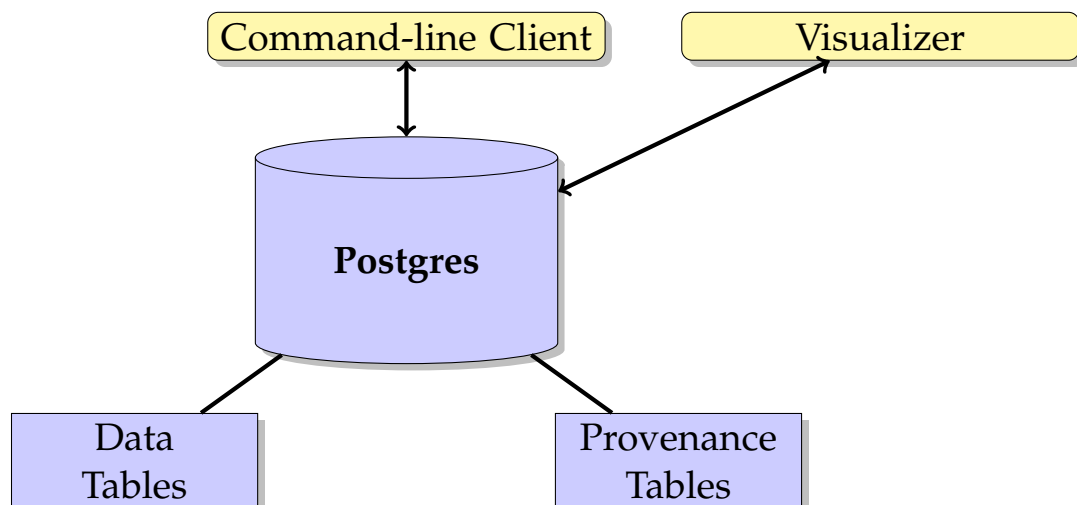 Command-line Client
Visualizer
Postgres
Data
Tables
Provenance
Tables